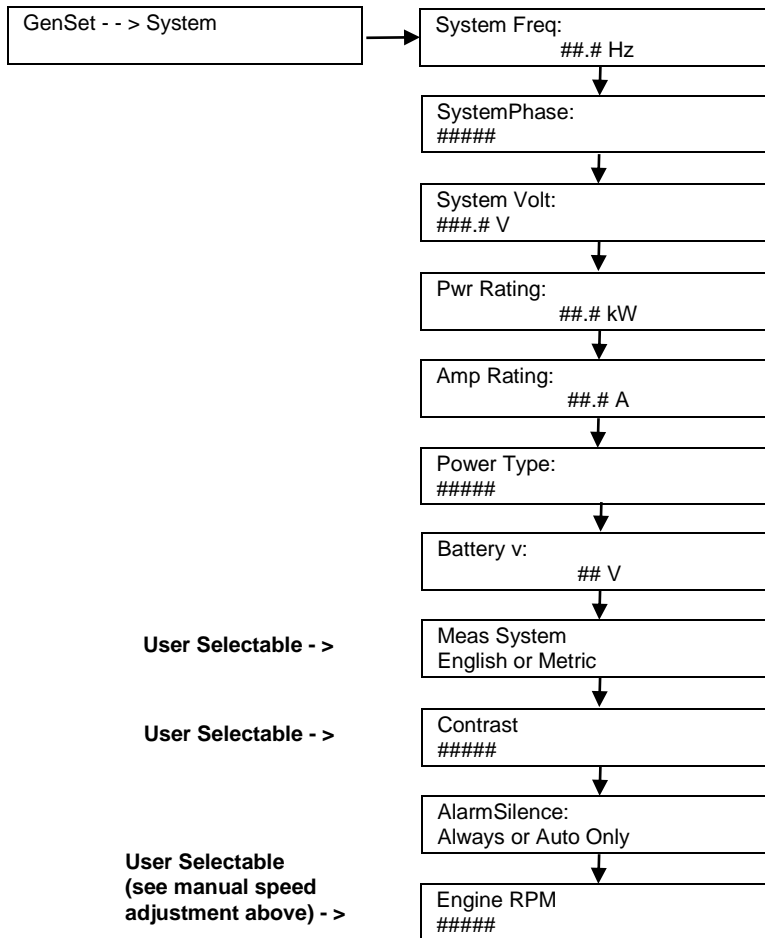 GenSet - - > System
System Freq:
##.# Hz
SystemPhase:
#####
System Volt:
###.# V
Pwr Rating:
##.# kW
Amp Rating:
##.# A
Power Type:
#####
Battery v:
## V
User Selectable - >
Meas System
English or Metric
User Selectable - >
Contrast
#####
AlarmSilence:
Always or Auto Only
User Selectable
(see manual speed
adjustment above) - >
Engine RPM
#####